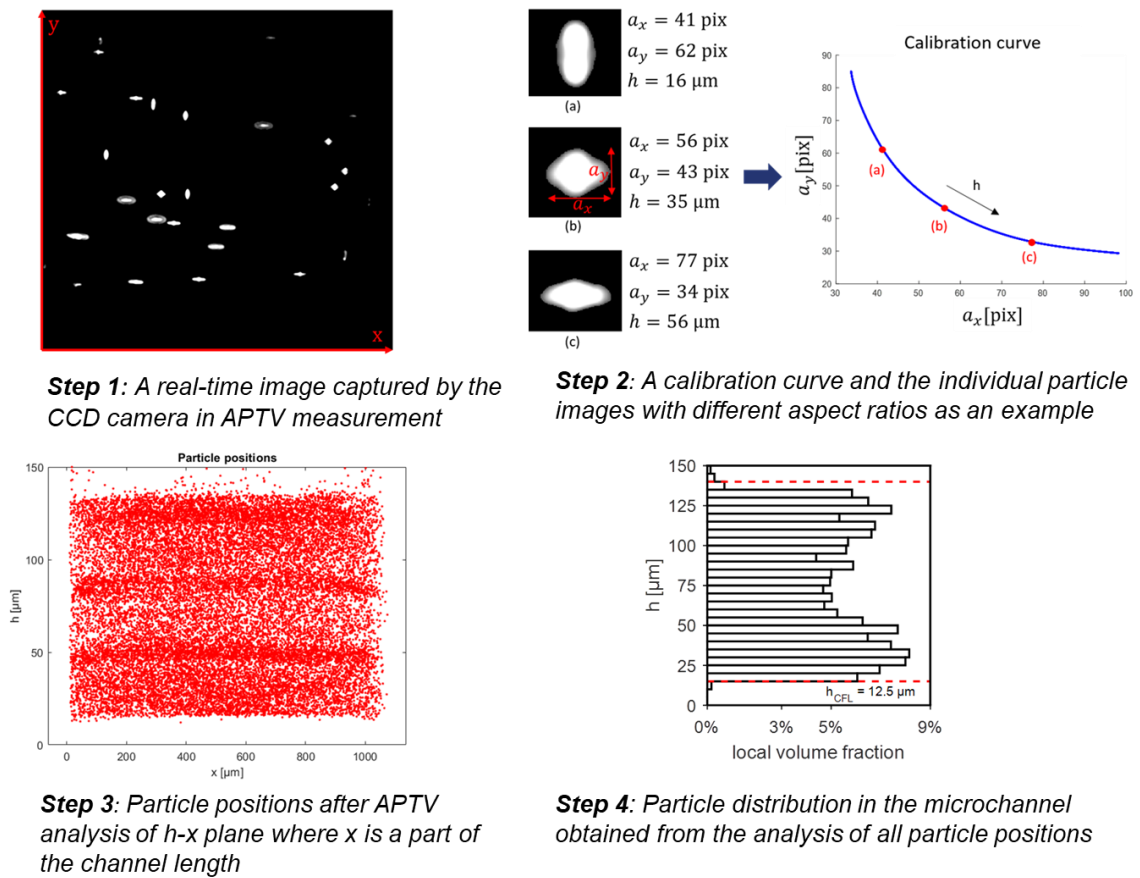 y
x
aₓ = 41 pix
a_y = 62 pix
h = 16 μm
(a)
aₓ = 56 pix
a_y = 43 pix
h = 35 μm
a_y
aₓ
(b)
aₓ = 77 pix
a_y = 34 pix
h = 56 μm
(c)
Calibration curve
a_y[pix]
90
80
70
60
50
40
30
20
(a)
h
(b)
(c)
30 40 50 60 70 80 90 100
aₓ[pix]
Step 1: A real-time image captured by the
CCD camera in APTV measurement
Step 2: A calibration curve and the individual particle
images with different aspect ratios as an example
Particle positions
h [μm]
150
100
50
0
0 200 400 600 800 1000
x [μm]
h [μm]
150
125
100
75
50
25
0
h_CFL = 12.5 μm
0% 3% 5% 9%
local volume fraction
Step 3: Particle positions after APTV
analysis of h-x plane where x is a part of
the channel length
Step 4: Particle distribution in the microchannel
obtained from the analysis of all particle positions